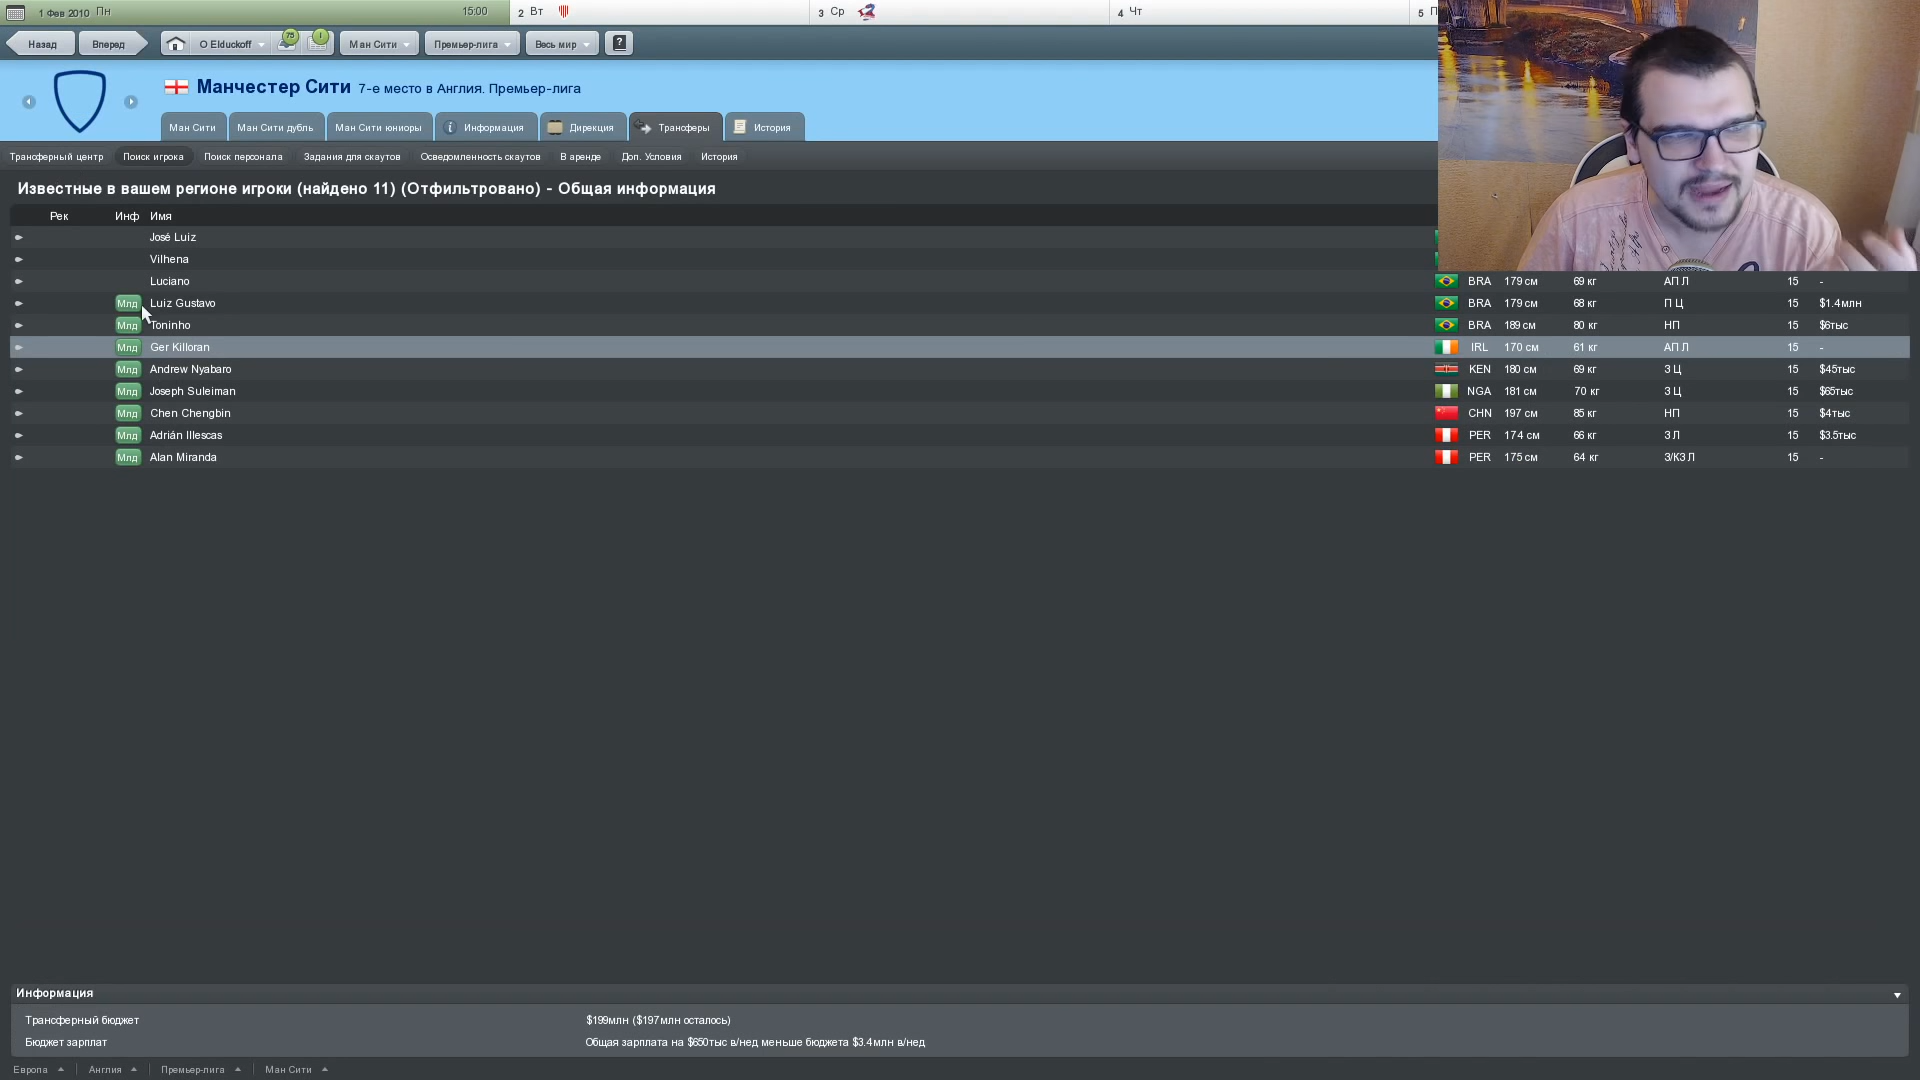 1 Фев 2010 Пн 15:00 2 Вт 3 Ср 4 Чт 5
Назад Вперед О Elduckoff 75 ! Ман Сити Премьер-лига Весь мир ?
Манчестер Сити 7-е место в Англия. Премьер-лига
Ман Сити Ман Сити дубль Ман Сити юниоры i Информация Дирекция Трансферы История
Трансферный центр Поиск игрока Поиск персонала Задания для скаутов Осведомленность скаутов В аренде Доп. Условия История
Известные в вашем регионе игроки (найдено 11) (Отфильтровано) - Общая информация
Рек Инф Имя
José Luiz
Vilhena
Luciano BRA 179 см 69 кг АП Л 15 -
Млд Luiz Gustavo BRA 179 см 68 кг П Ц 15 $1.4млн
Млд Toninho BRA 189 см 80 кг НП 15 $6тыс
Млд Ger Killoran IRL 170 см 61 кг АП Л 15 -
Млд Andrew Nyabaro KEN 180 см 69 кг З Ц 15 $45тыс
Млд Joseph Suleiman NGA 181 см 70 кг З Ц 15 $65тыс
Млд Chen Chengbin CHN 197 см 85 кг НП 15 $4тыс
Млд Adrián Illescas PER 174 см 66 кг З Л 15 $3.5тыс
Млд Alan Miranda PER 175 см 64 кг З/КЗ Л 15 -
Информация
Трансферный бюджет $199млн ($197млн осталось)
Бюджет зарплат Общая зарплата на $650тыс в/нед меньше бюджета $3.4млн в/нед
Европа Англия Премьер-лига Ман Сити